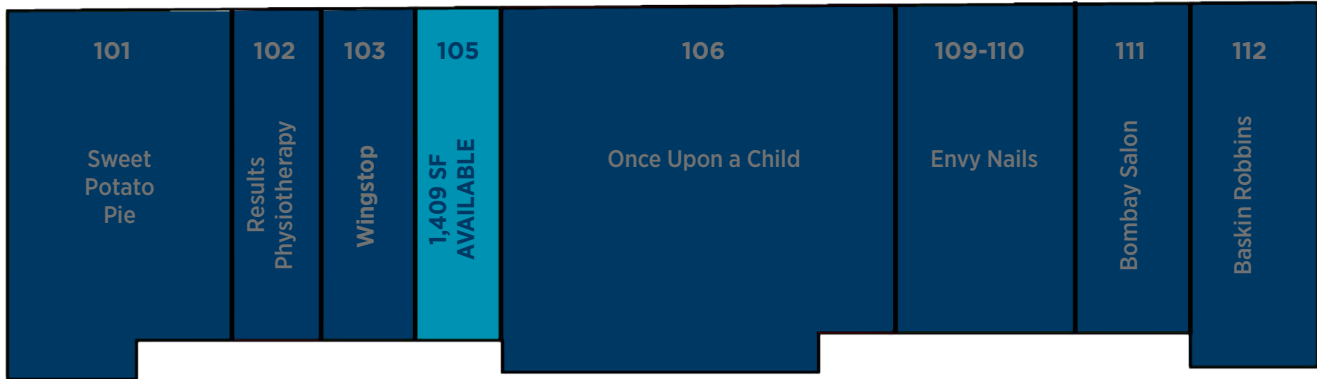 101
Sweet
Potato
Pie
102
Results
Physiotherapy
103
Wingstop
105
1,409 SF
AVAILABLE
106
Once Upon a Child
109-110
Envy Nails
111
Bombay Salon
112
Baskin Robbins